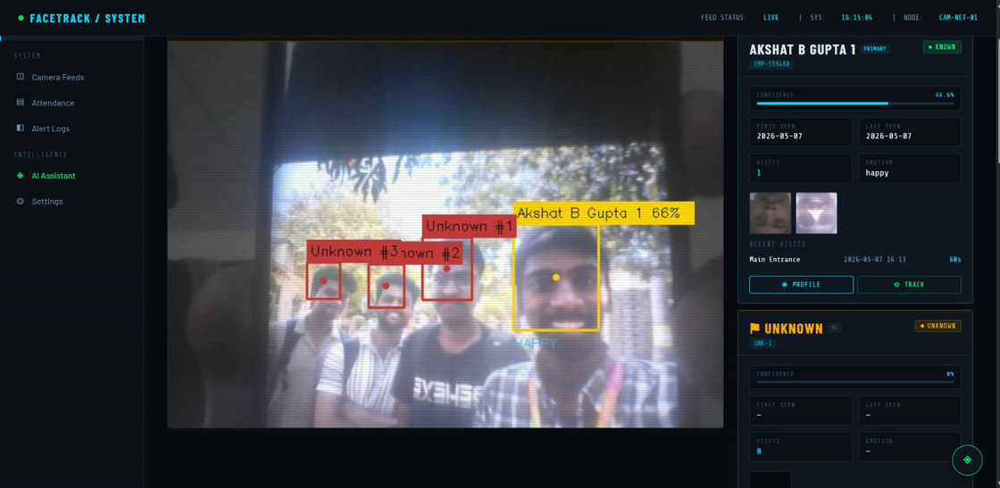 FACETRACK / SYSTEM
FEED STATUS: LIVE | SYS: 16:15:04 | NODE: CAM-NET-01
SYSTEM
Camera Feeds
Attendance
Alert Logs
INTELLIGENCE
AI Assistant
Settings
Unknown #1
Akshat B Gupta 1 66%
Unknown #3
nown #2
HAPPY
AKSHAT B GUPTA 1 PRIMARY
KNOWN
EMP-559480
CONFIDENCE 66.6%
FIRST SEEN
2026-05-07
LAST SEEN
2026-05-07
VISITS
1
EMOTION
happy
RECENT VISITS
Main Entrance 2026-05-07 16:13 60s
PROFILE
TRACK
UNKNOWN #1
UNKNOWN
UNK-1
CONFIDENCE 0%
FIRST SEEN
—
LAST SEEN
—
VISITS
0
EMOTION
—